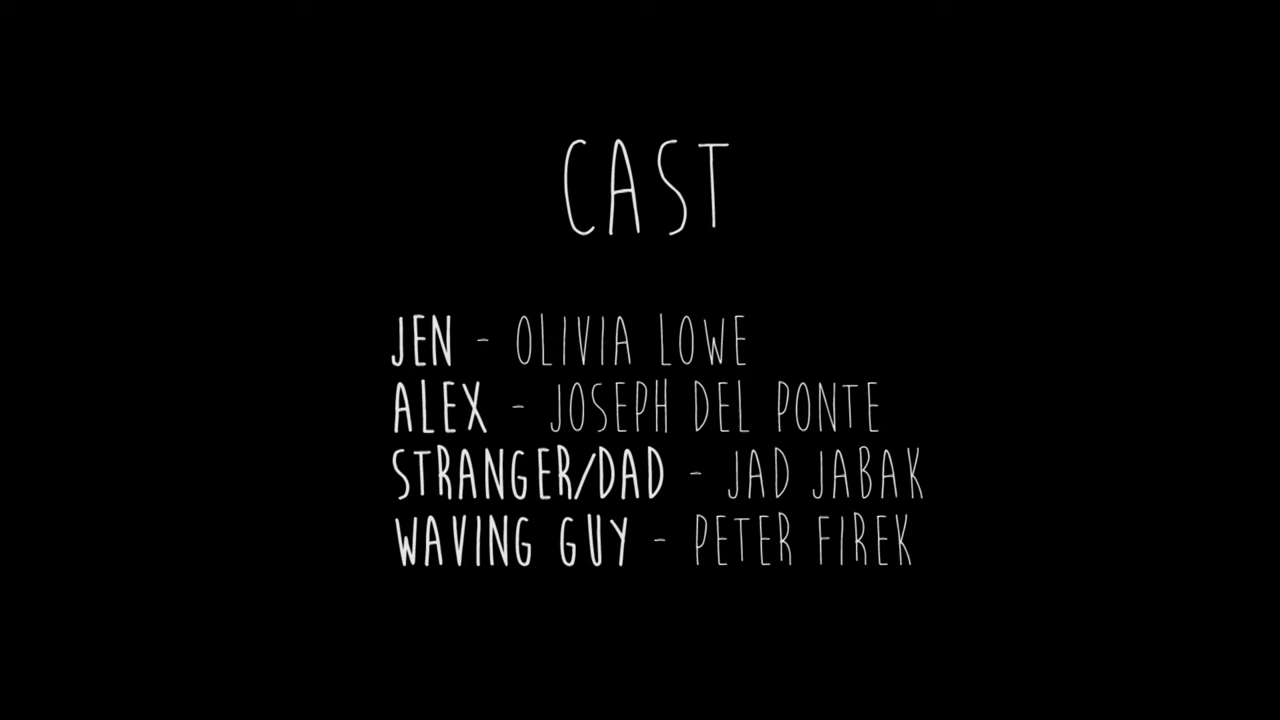 CAST
JEN - OLIVIA LOWE
ALEX - JOSEPH DEL PONTE
STRANGER/DAD - JAD JABAK
WAVING GUY - PETER FIREK